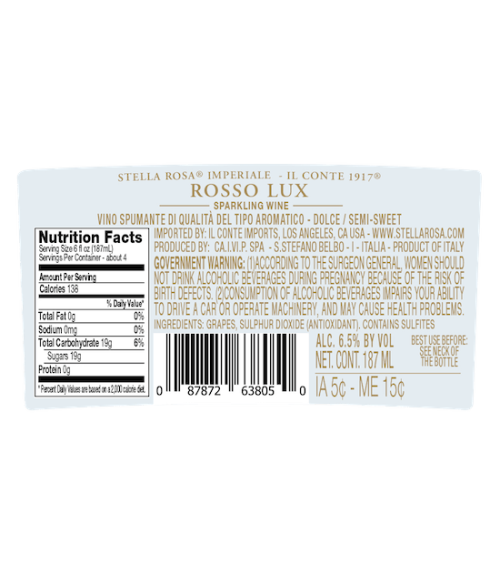 STELLA ROSA® IMPERIALE - IL CONTE 1917®
ROSSO LUX
SPARKLING WINE
VINO SPUMANTE DI QUALITÀ DEL TIPO AROMATICO - DOLCE / SEMI-SWEET
Nutrition Facts
Serving Size 6 fl oz (187mL)
Servings Per Container - about 4
Amount Per Serving
Calories 138
% Daily Value*
Total Fat 0g 0%
Sodium 0mg 0%
Total Carbohydrate 19g 6%
Sugars 19g
Protein 0g
* Percent Daily Values are based on a 2,000 calorie diet.
IMPORTED BY: IL CONTE IMPORTS, LOS ANGELES, CA USA - WWW.STELLAROSA.COM
PRODUCED BY: CA.I.VI.P. SPA - S.STEFANO BELBO - I - ITALIA - PRODUCT OF ITALY
GOVERNMENT WARNING: (1)ACCORDING TO THE SURGEON GENERAL, WOMEN SHOULD
NOT DRINK ALCOHOLIC BEVERAGES DURING PREGNANCY BECAUSE OF THE RISK OF
BIRTH DEFECTS. (2)CONSUMPTION OF ALCOHOLIC BEVERAGES IMPAIRS YOUR ABILITY
TO DRIVE A CAR OR OPERATE MACHINERY, AND MAY CAUSE HEALTH PROBLEMS.
INGREDIENTS: GRAPES, SULPHUR DIOXIDE (ANTIOXIDANT). CONTAINS SULFITES
0 87872 63805 0
ALC. 6.5% BY VOL
NET. CONT. 187 ML
BEST USE BEFORE:
SEE NECK OF
THE BOTTLE
IA 5¢ - ME 15¢